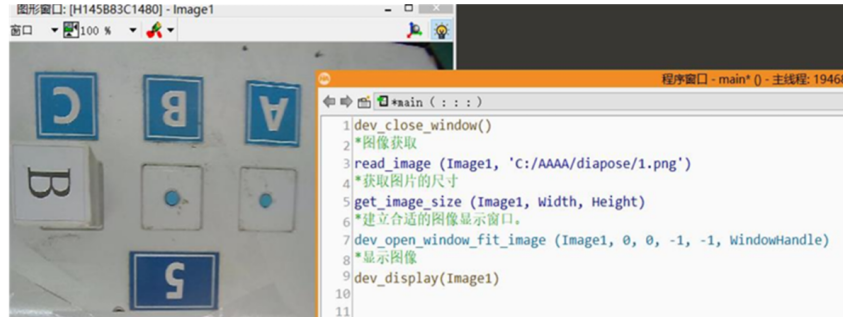 图形窗口: [H145B83C1480] - Image1
窗口
100 %
C
B
A
B
5
程序窗口 - main* () - 主线程: 19468
*main ( : : : )
1 dev_close_window()
2 *图像获取
3 read_image (Image1, 'C:/AAAA/diapose/1.png')
4 *获取图片的尺寸
5 get_image_size (Image1, Width, Height)
6 *建立合适的图像显示窗口。
7 dev_open_window_fit_image (Image1, 0, 0, -1, -1, WindowHandle)
8 *显示图像
9 dev_display(Image1)
10
11